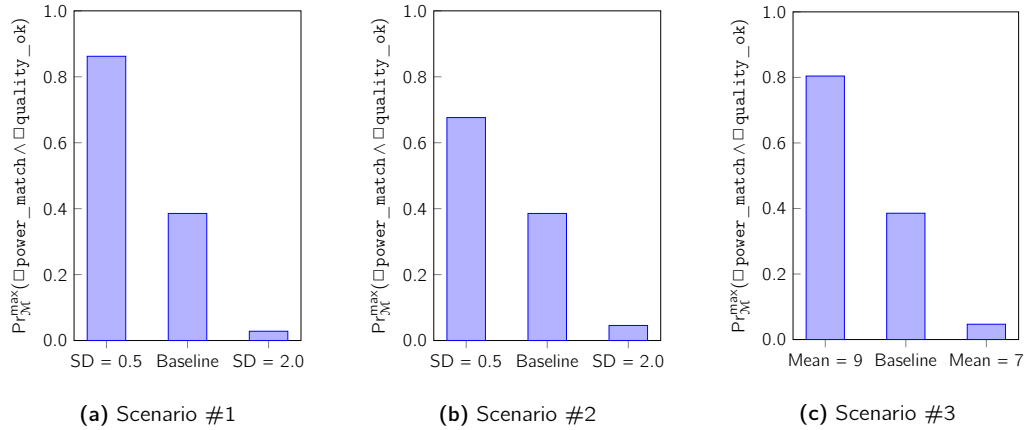 Pr^max_M(□power_match ∧ □quality_ok)
1.0
0.8
0.6
0.4
0.2
0.0
SD = 0.5 Baseline SD = 2.0
(a) Scenario #1
Pr^max_M(□power_match ∧ □quality_ok)
1.0
0.8
0.6
0.4
0.2
0.0
SD = 0.5 Baseline SD = 2.0
(b) Scenario #2
Pr^max_M(□power_match ∧ □quality_ok)
1.0
0.8
0.6
0.4
0.2
0.0
Mean = 9 Baseline Mean = 7
(c) Scenario #3